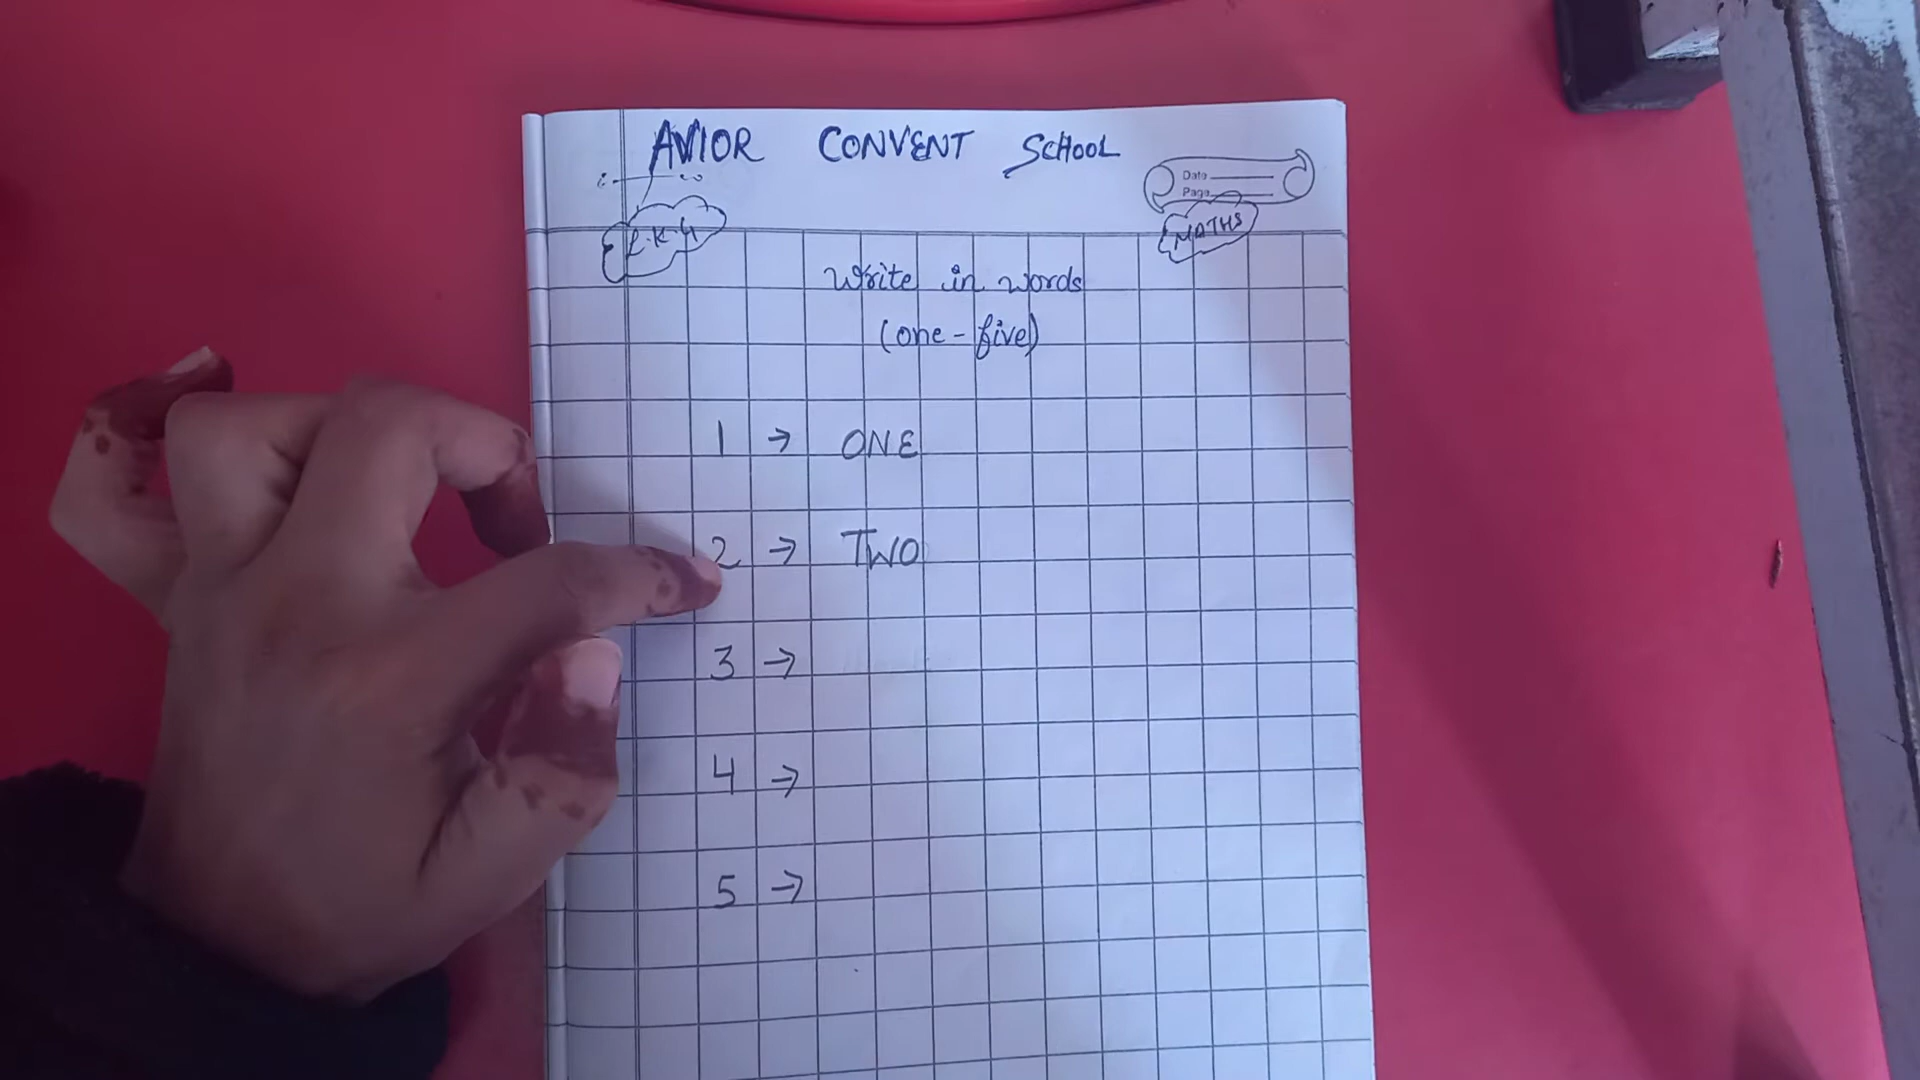 AVIOR CONVENT SCHOOL
Date
Page
L.K.G
MATHS
Write in words
(one - five)
1 → ONE
2 → TWO
3 →
4 →
5 →